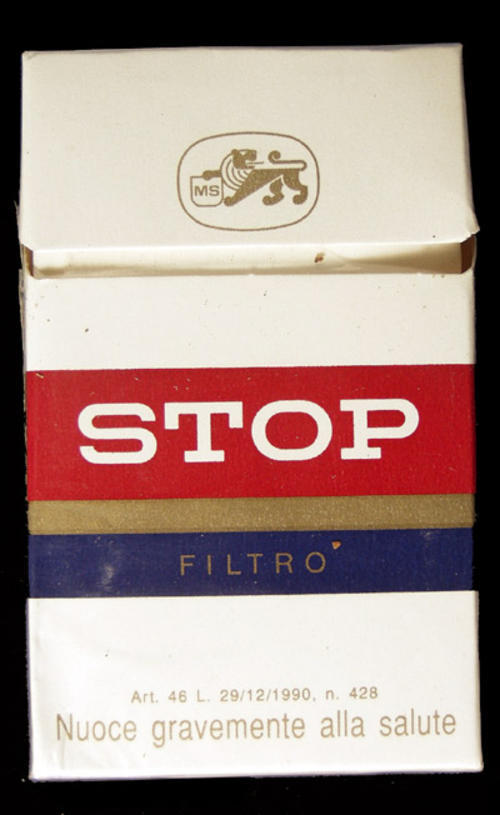 MS
STOP
FILTRO
Art. 46 L. 29/12/1990, n. 428
Nuoce gravemente alla salute